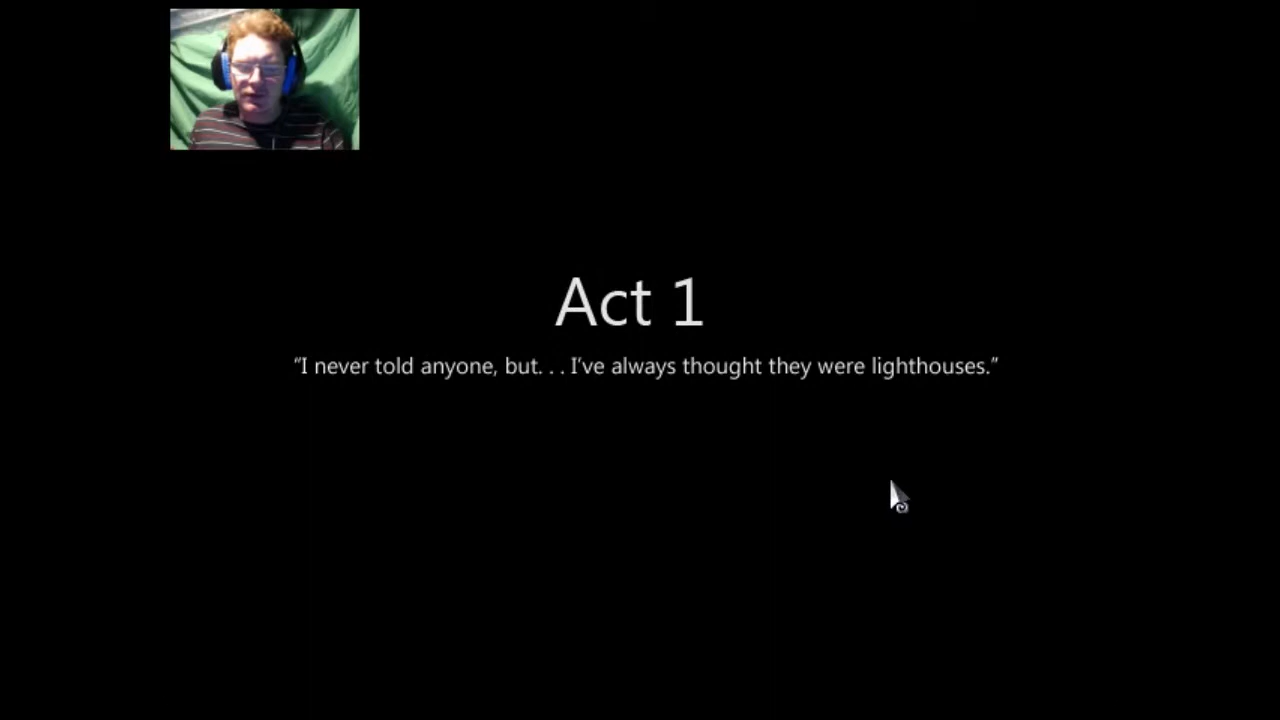 Act 1
“I never told anyone, but. . . I’ve always thought they were lighthouses.”